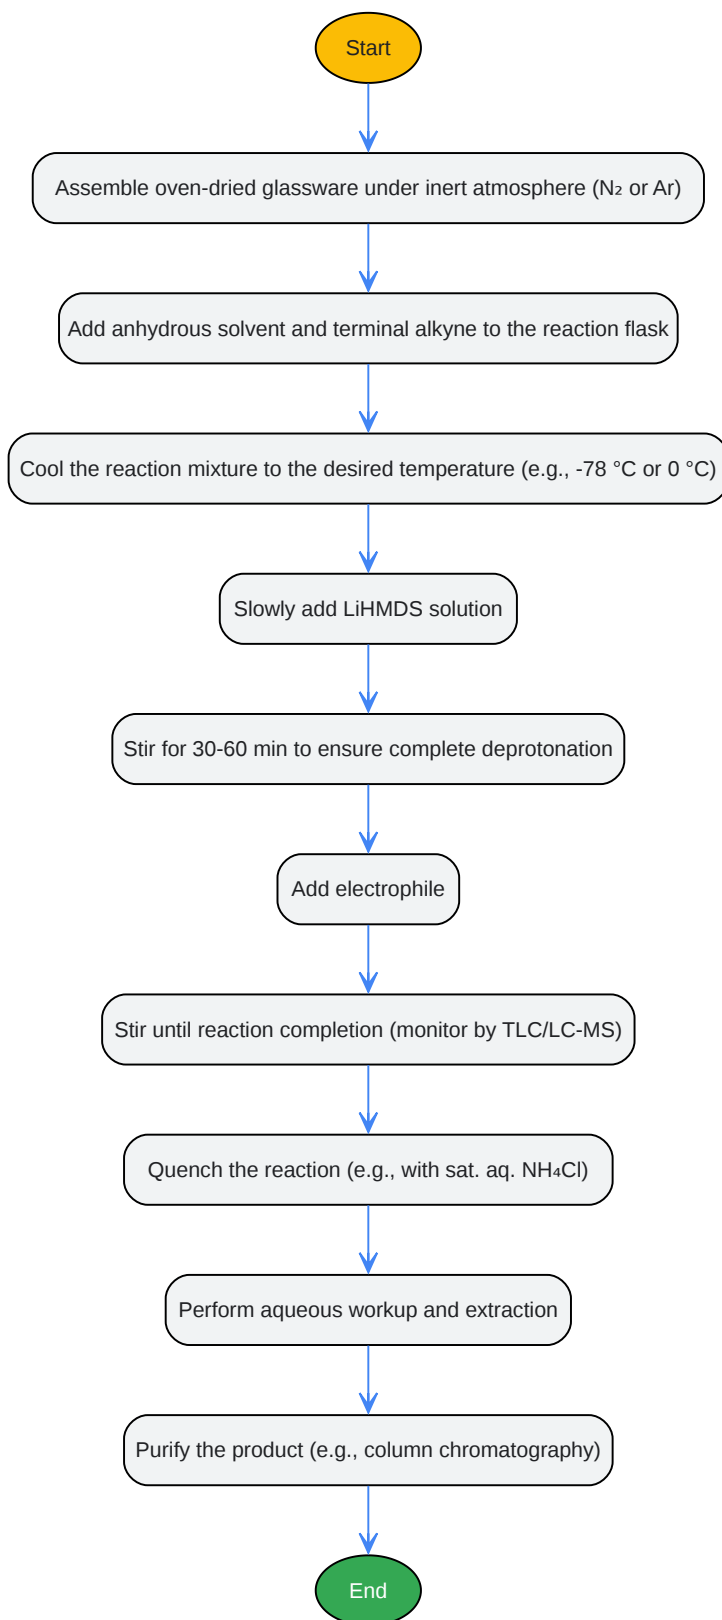 Start
Assemble oven-dried glassware under inert atmosphere (N₂ or Ar)
Add anhydrous solvent and terminal alkyne to the reaction flask
Cool the reaction mixture to the desired temperature (e.g., -78 °C or 0 °C)
Slowly add LiHMDS solution
Stir for 30-60 min to ensure complete deprotonation
Add electrophile
Stir until reaction completion (monitor by TLC/LC-MS)
Quench the reaction (e.g., with sat. aq. NH₄Cl)
Perform aqueous workup and extraction
Purify the product (e.g., column chromatography)
End